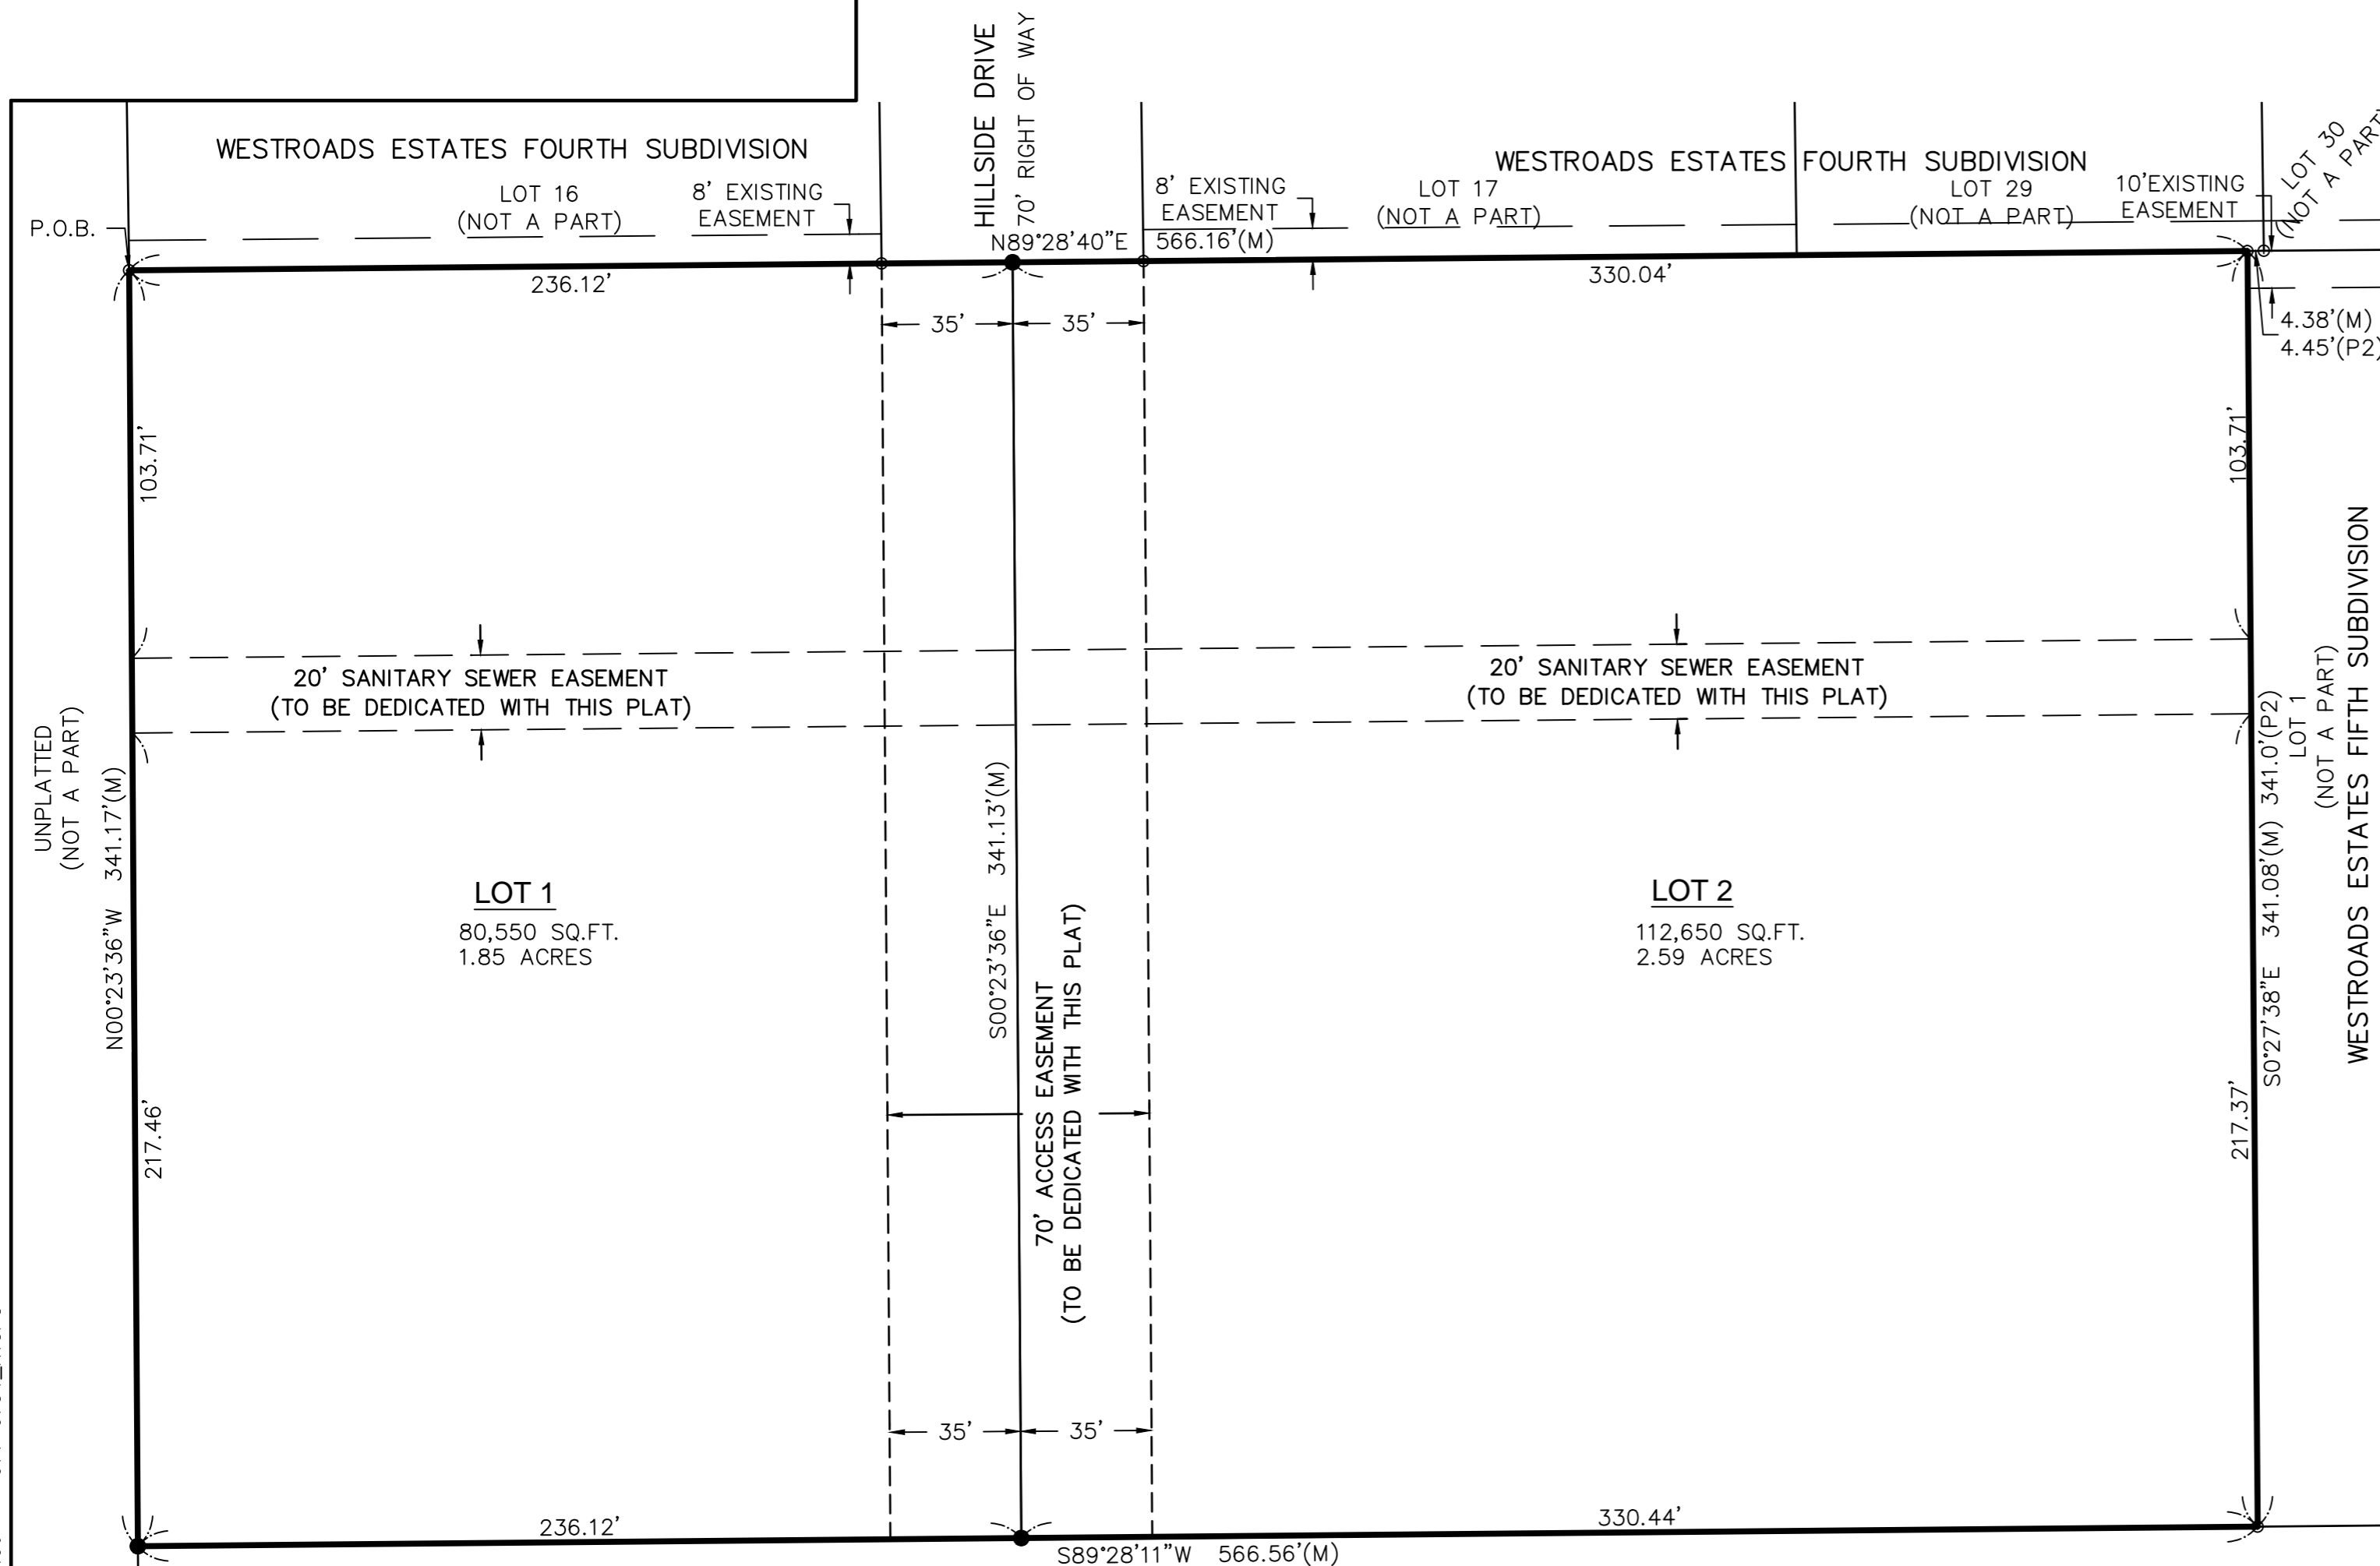 HILLSIDE DRIVE
70' RIGHT OF WAY
WESTROADS ESTATES FOURTH SUBDIVISION
LOT 16
(NOT A PART)
8' EXISTING
EASEMENT
P.O.B.
8' EXISTING
EASEMENT
WESTROADS ESTATES FOURTH SUBDIVISION
LOT 17
(NOT A PART)
LOT 29
(NOT A PART)
10'EXISTING
EASEMENT
LOT 30
(NOT A PART)
N89°28'40"E 566.16'(M)
236.12'
330.04'
35'
35'
4.38'(M)
4.45'(P2)
103.71'
103.71'
20' SANITARY SEWER EASEMENT
(TO BE DEDICATED WITH THIS PLAT)
20' SANITARY SEWER EASEMENT
(TO BE DEDICATED WITH THIS PLAT)
UNPLATTED
(NOT A PART)
N00°23'36"W 341.17'(M)
217.46'
LOT 1
80,550 SQ.FT.
1.85 ACRES
S00°23'36"E 341.13'(M)
70' ACCESS EASEMENT
(TO BE DEDICATED WITH THIS PLAT)
LOT 2
112,650 SQ.FT.
2.59 ACRES
217.37'
S0°27'38"E 341.08'(M) 341.0'(P2)
LOT 1
(NOT A PART)
WESTROADS ESTATES FIFTH SUBDIVISION
35'
35'
236.12'
330.44'
S89°28'11"W 566.56'(M)